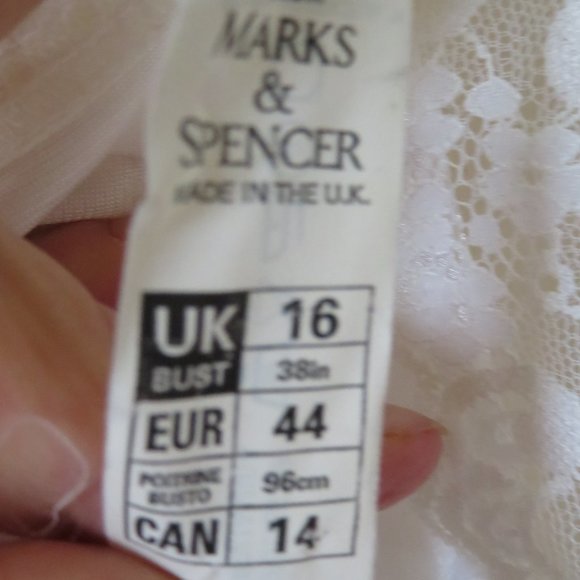 MARKS
&
SPENCER
MADE IN THE U.K.
UK 16
BUST 38in
EUR 44
POITRINE
BUSTO 96cm
CAN 14